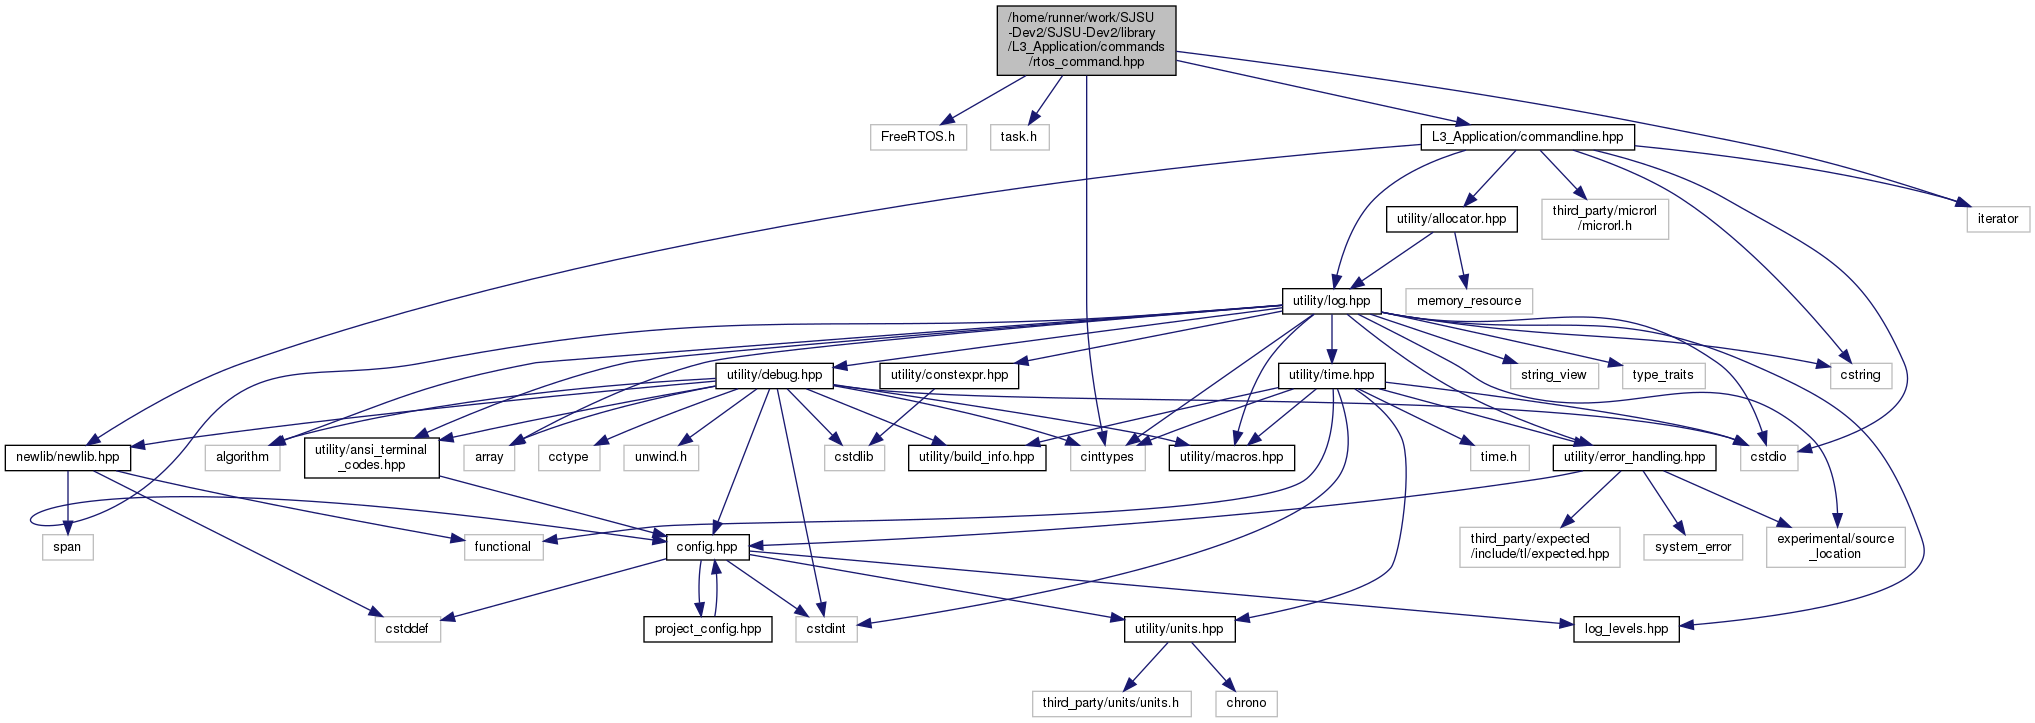 /home/runner/work/SJSU
-Dev2/SJSU-Dev2/library
/L3_Application/commands
/rtos_command.hpp
FreeRTOS.h
task.h
L3_Application/commandline.hpp
utility/allocator.hpp
third_party/microrl
/microrl.h
iterator
utility/log.hpp
memory_resource
utility/debug.hpp
utility/constexpr.hpp
utility/time.hpp
string_view
type_traits
cstring
newlib/newlib.hpp
algorithm
utility/ansi_terminal
_codes.hpp
array
cctype
unwind.h
cstdlib
utility/build_info.hpp
cinttypes
utility/macros.hpp
time.h
utility/error_handling.hpp
cstdio
span
functional
config.hpp
third_party/expected
/include/tl/expected.hpp
system_error
experimental/source
_location
cstddef
project_config.hpp
cstdint
utility/units.hpp
log_levels.hpp
third_party/units/units.h
chrono